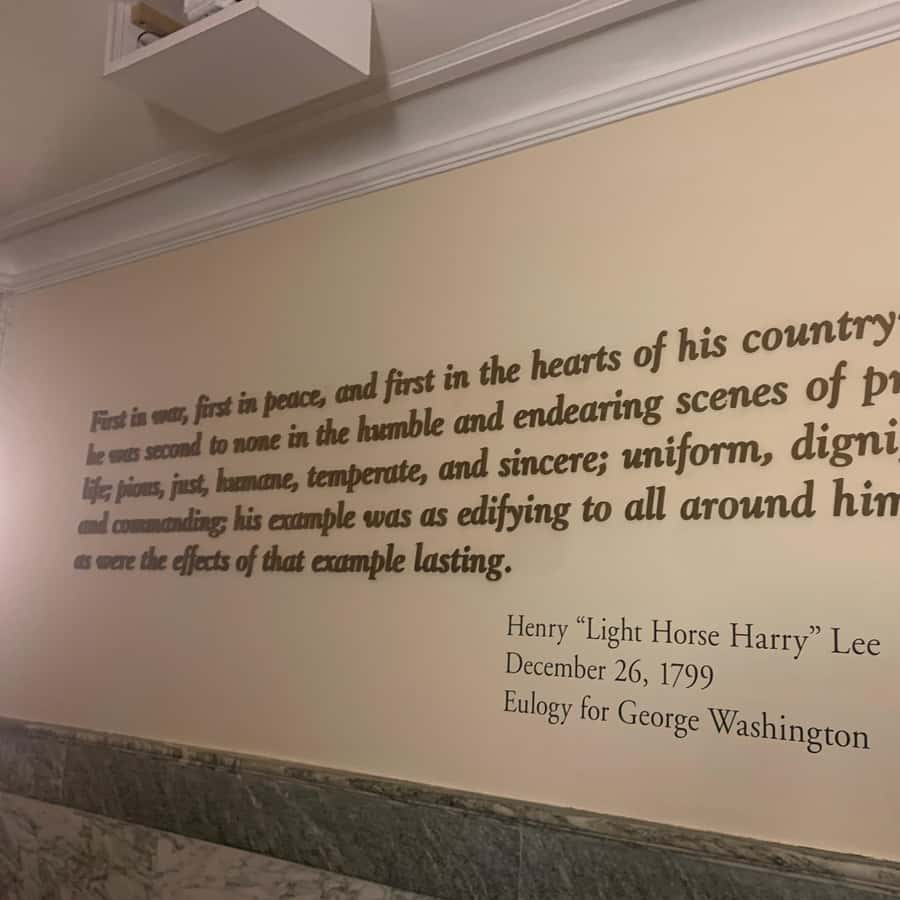 First in war, first in peace, and first in the hearts of his country
he was second to none in the humble and endearing scenes of
life; pious, just, humane, temperate, and sincere; uniform,
and commanding; his example was as edifying to all around him
as were the effects of that example lasting.
Henry “Light Horse Harry” Lee
December 26, 1799
Eulogy for George Washington